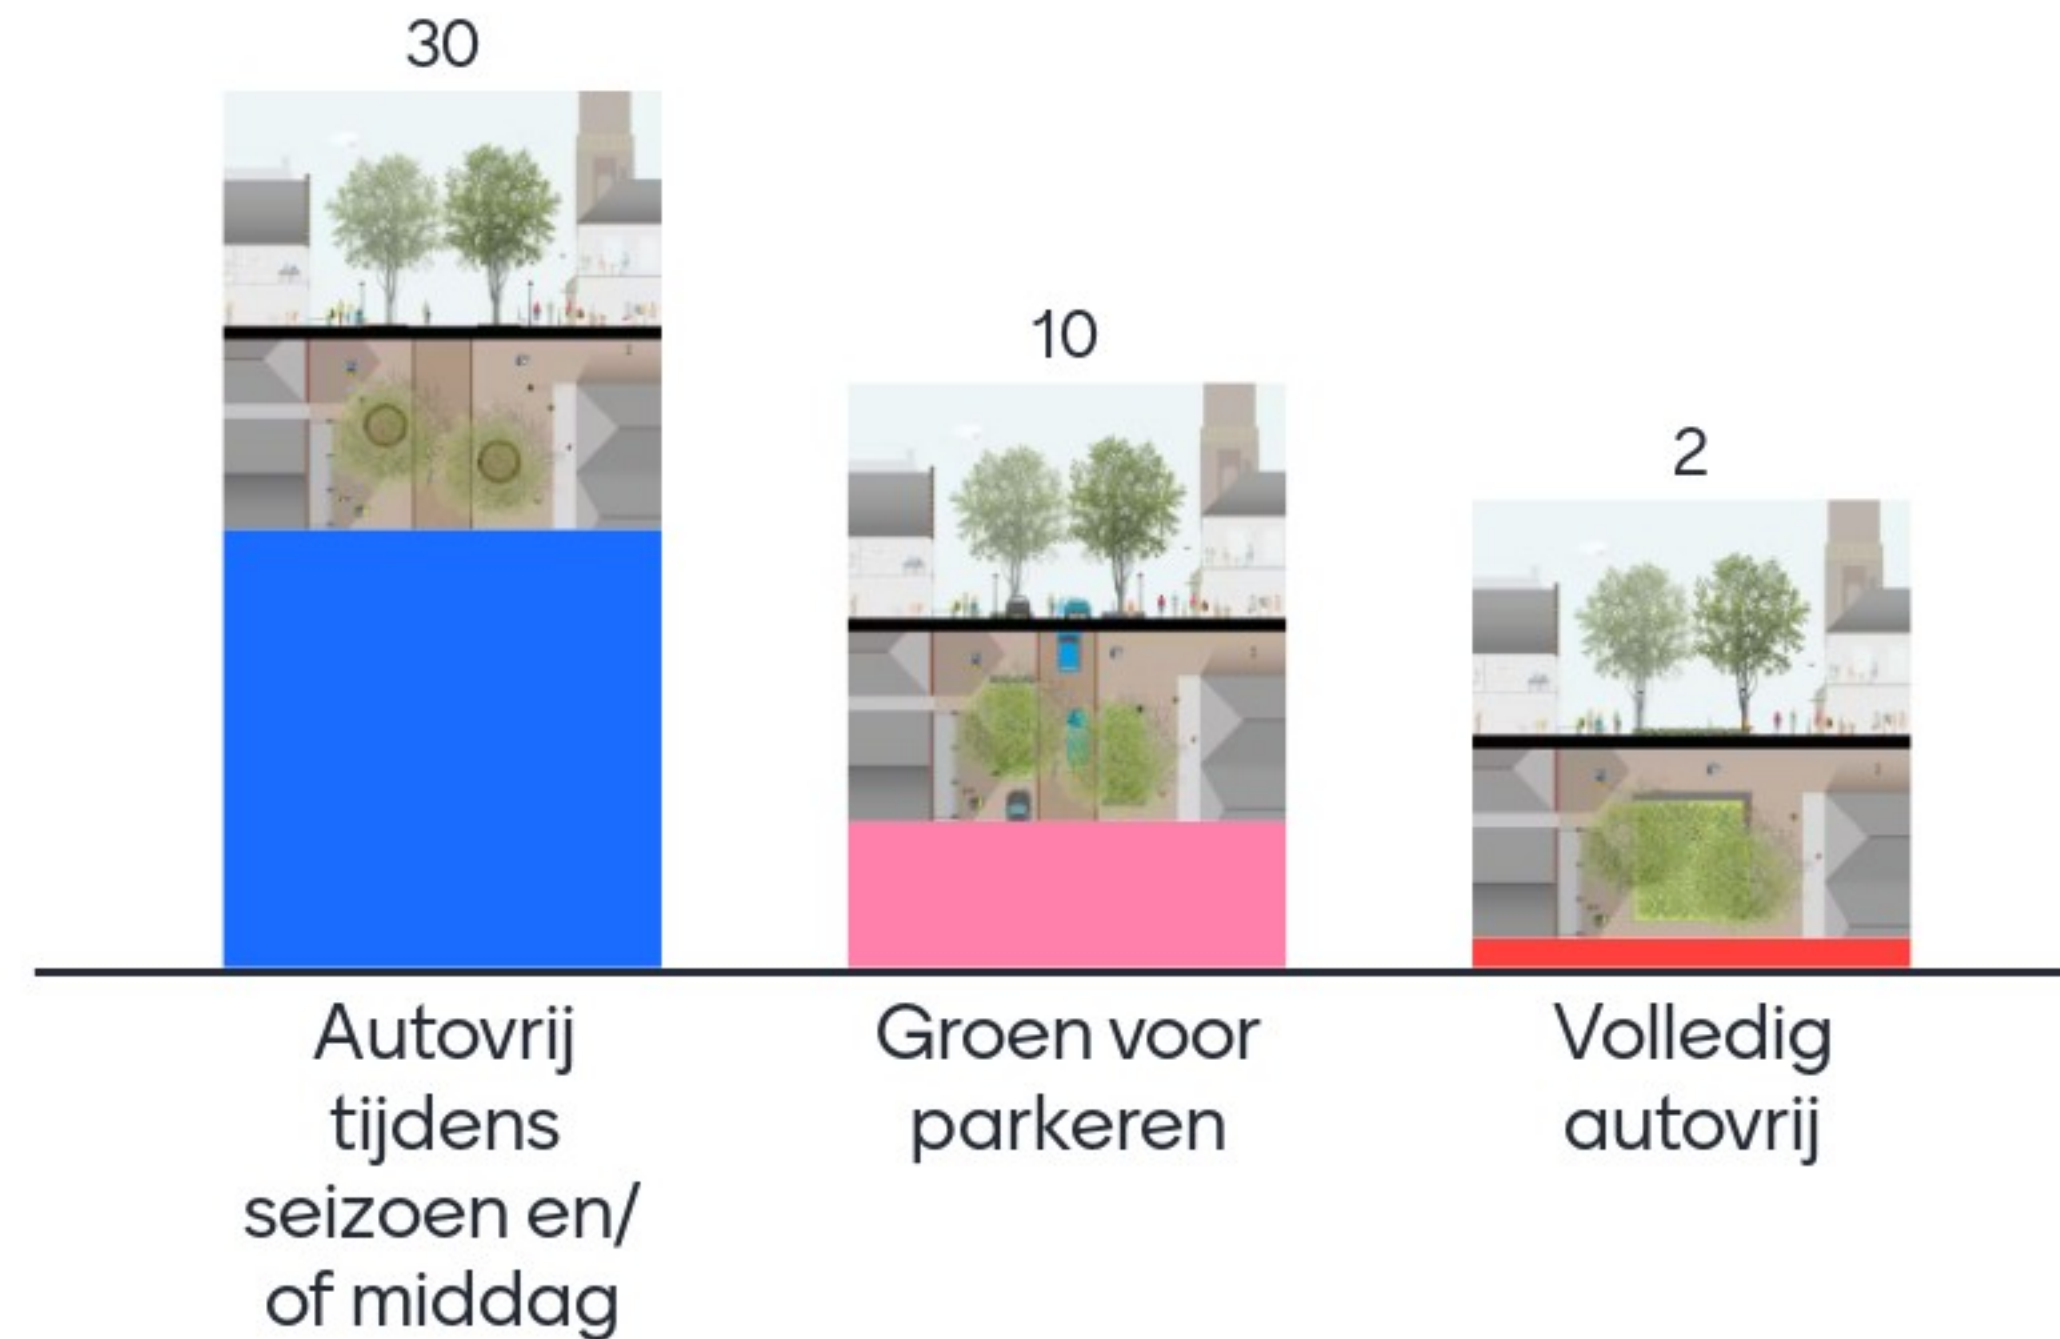 30
10
2
Autovrij
tijdens
seizoen en/
of middag
Groen voor
parkeren
Volledig
autovrij